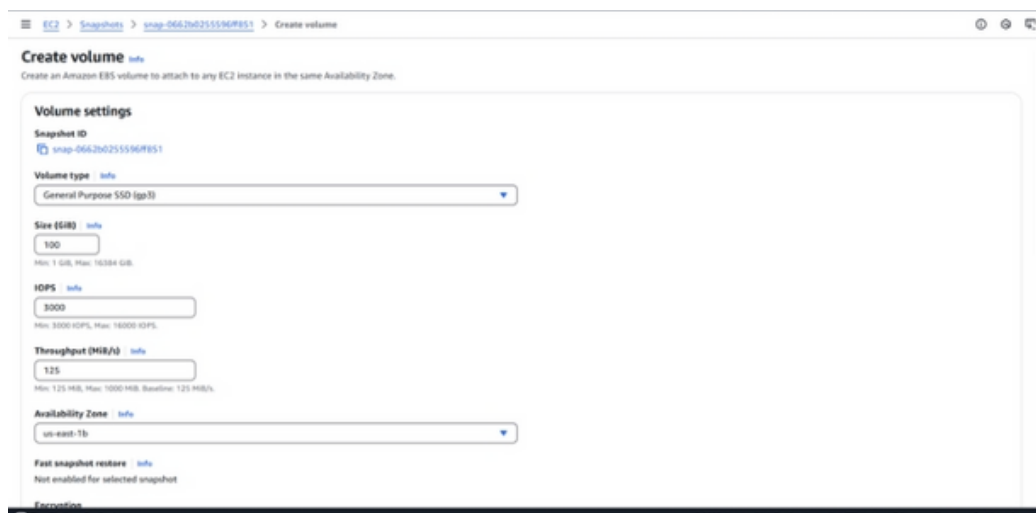 EC2 > Snapshots > snap-0662b0255596ff851 > Create volume
Create volume Info
Create an Amazon EBS volume to attach to any EC2 instance in the same Availability Zone.
Volume settings
Snapshot ID
snap-0662b0255596ff851
Volume type Info
General Purpose SSD (gp3)
Size (GiB) Info
100
Min: 1 GiB, Max: 16384 GiB.
IOPS Info
3000
Min: 3000 IOPS, Max: 16000 IOPS.
Throughput (MiB/s) Info
125
Min: 125 MiB, Max: 1000 MiB. Baseline: 125 MiB/s.
Availability Zone Info
us-east-1b
Fast snapshot restore Info
Not enabled for selected snapshot
Encryption